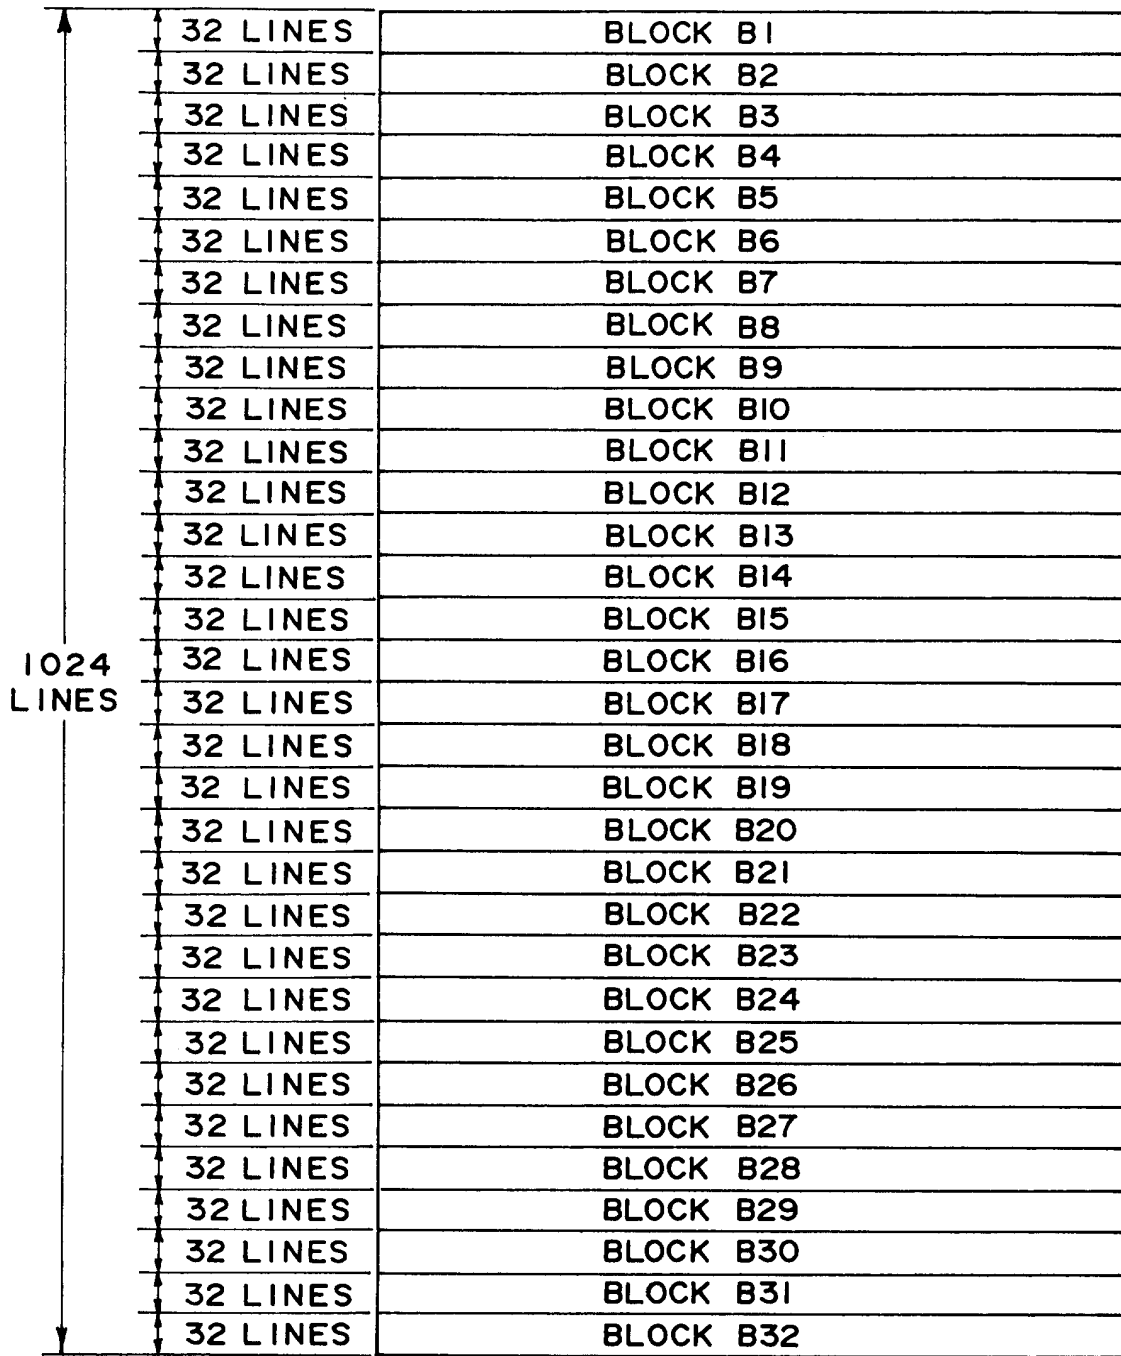 32 LINES BLOCK B1
32 LINES BLOCK B2
32 LINES BLOCK B3
32 LINES BLOCK B4
32 LINES BLOCK B5
32 LINES BLOCK B6
32 LINES BLOCK B7
32 LINES BLOCK B8
32 LINES BLOCK B9
32 LINES BLOCK B10
32 LINES BLOCK B11
32 LINES BLOCK B12
32 LINES BLOCK B13
32 LINES BLOCK B14
32 LINES BLOCK B15
1024 LINES
32 LINES BLOCK B16
32 LINES BLOCK B17
32 LINES BLOCK B18
32 LINES BLOCK B19
32 LINES BLOCK B20
32 LINES BLOCK B21
32 LINES BLOCK B22
32 LINES BLOCK B23
32 LINES BLOCK B24
32 LINES BLOCK B25
32 LINES BLOCK B26
32 LINES BLOCK B27
32 LINES BLOCK B28
32 LINES BLOCK B29
32 LINES BLOCK B30
32 LINES BLOCK B31
32 LINES BLOCK B32